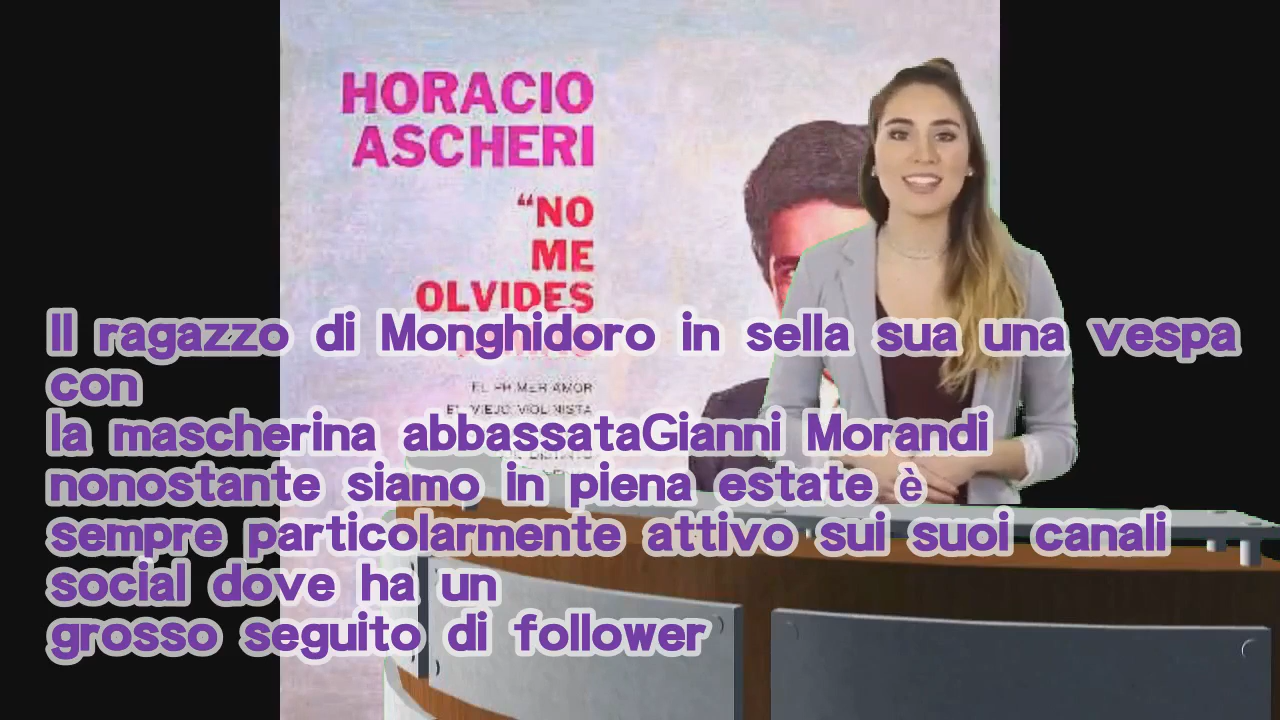 HORACIO
ASCHERI
“NO
ME
OLVIDES
Il ragazzo di Monghidoro in sella sua una vespa
con
la mascherina abbassataGianni Morandi
nonostante siamo in piena estate è
sempre particolarmente attivo sui suoi canali
social dove ha un
grosso seguito di follower
EL PRIMER AMOR
EL VIEJO VIOLINISTA